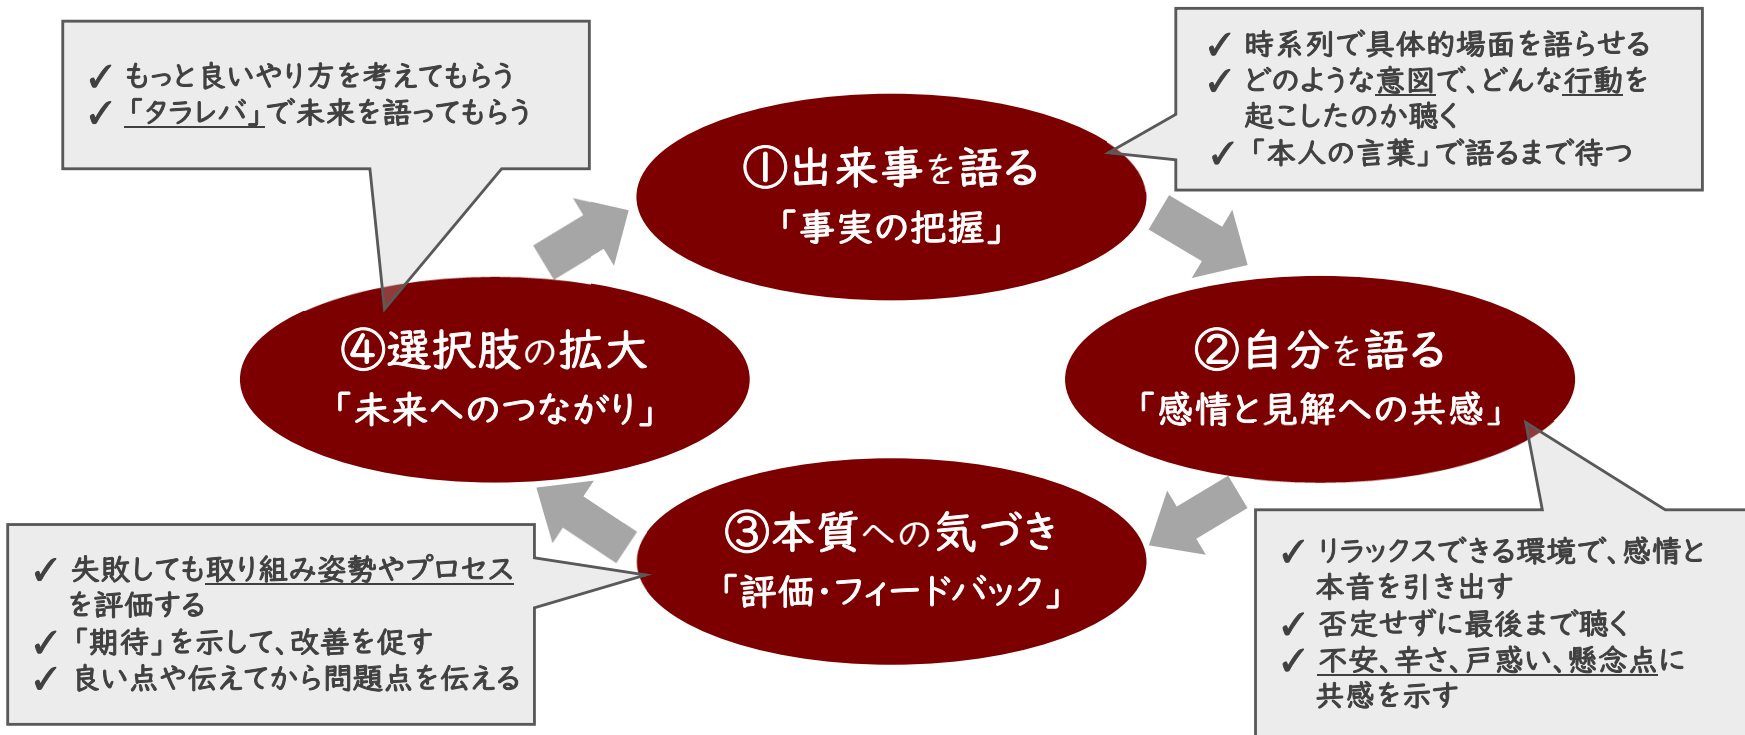 ①出来事を語る
「事実の把握」
✓ 時系列で具体的場面を語らせる
✓ どのような意図で、どんな行動を
起こしたのか聴く
✓ 「本人の言葉」で語るまで待つ
②自分を語る
「感情と見解への共感」
✓ リラックスできる環境で、感情と
本音を引き出す
✓ 否定せずに最後まで聴く
✓ 不安、辛さ、戸惑い、懸念点に
共感を示す
③本質への気づき
「評価・フィードバック」
✓ 失敗しても取り組み姿勢やプロセス
を評価する
✓ 「期待」を示して、改善を促す
✓ 良い点や伝えてから問題点を伝える
④選択肢の拡大
「未来へのつながり」
✓ もっと良いやり方を考えてもらう
✓ 「タラレバ」で未来を語ってもらう